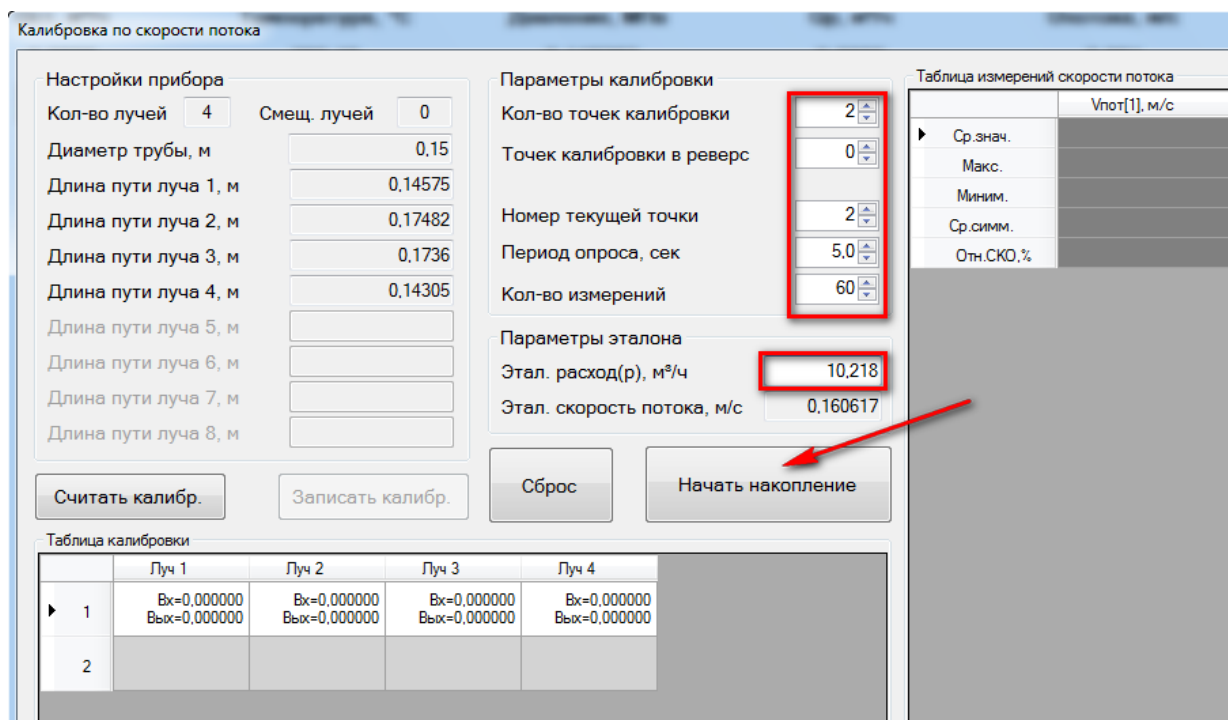 Температура, °C
Давление, МПа
Калибровка по скорости потока
Настройки прибора
Кол-во лучей 4 Смещ. лучей 0
Диаметр трубы, м 0,15
Длина пути луча 1, м 0,14575
Длина пути луча 2, м 0,17482
Длина пути луча 3, м 0,1736
Длина пути луча 4, м 0,14305
Длина пути луча 5, м
Длина пути луча 6, м
Длина пути луча 7, м
Длина пути луча 8, м
Считать калибр.
Записать калибр.
Параметры калибровки
Кол-во точек калибровки 2
Точек калибровки в реверс 0
Номер текущей точки 2
Период опроса, сек 5,0
Кол-во измерений 60
Параметры эталона
Этал. расход(р), м³/ч 10,218
Этал. скорость потока, м/с 0,160617
Сброс
Начать накопление
Таблица измерений скорости потока
Vпот[1], м/с
Ср.знач.
Макс.
Миним.
Ср.симм.
Отн.СКО,%
Таблица калибровки
Луч 1 Луч 2 Луч 3 Луч 4
1 Вх=0,000000 Вх=0,000000 Вх=0,000000 Вх=0,000000
Вых=0,000000 Вых=0,000000 Вых=0,000000 Вых=0,000000
2